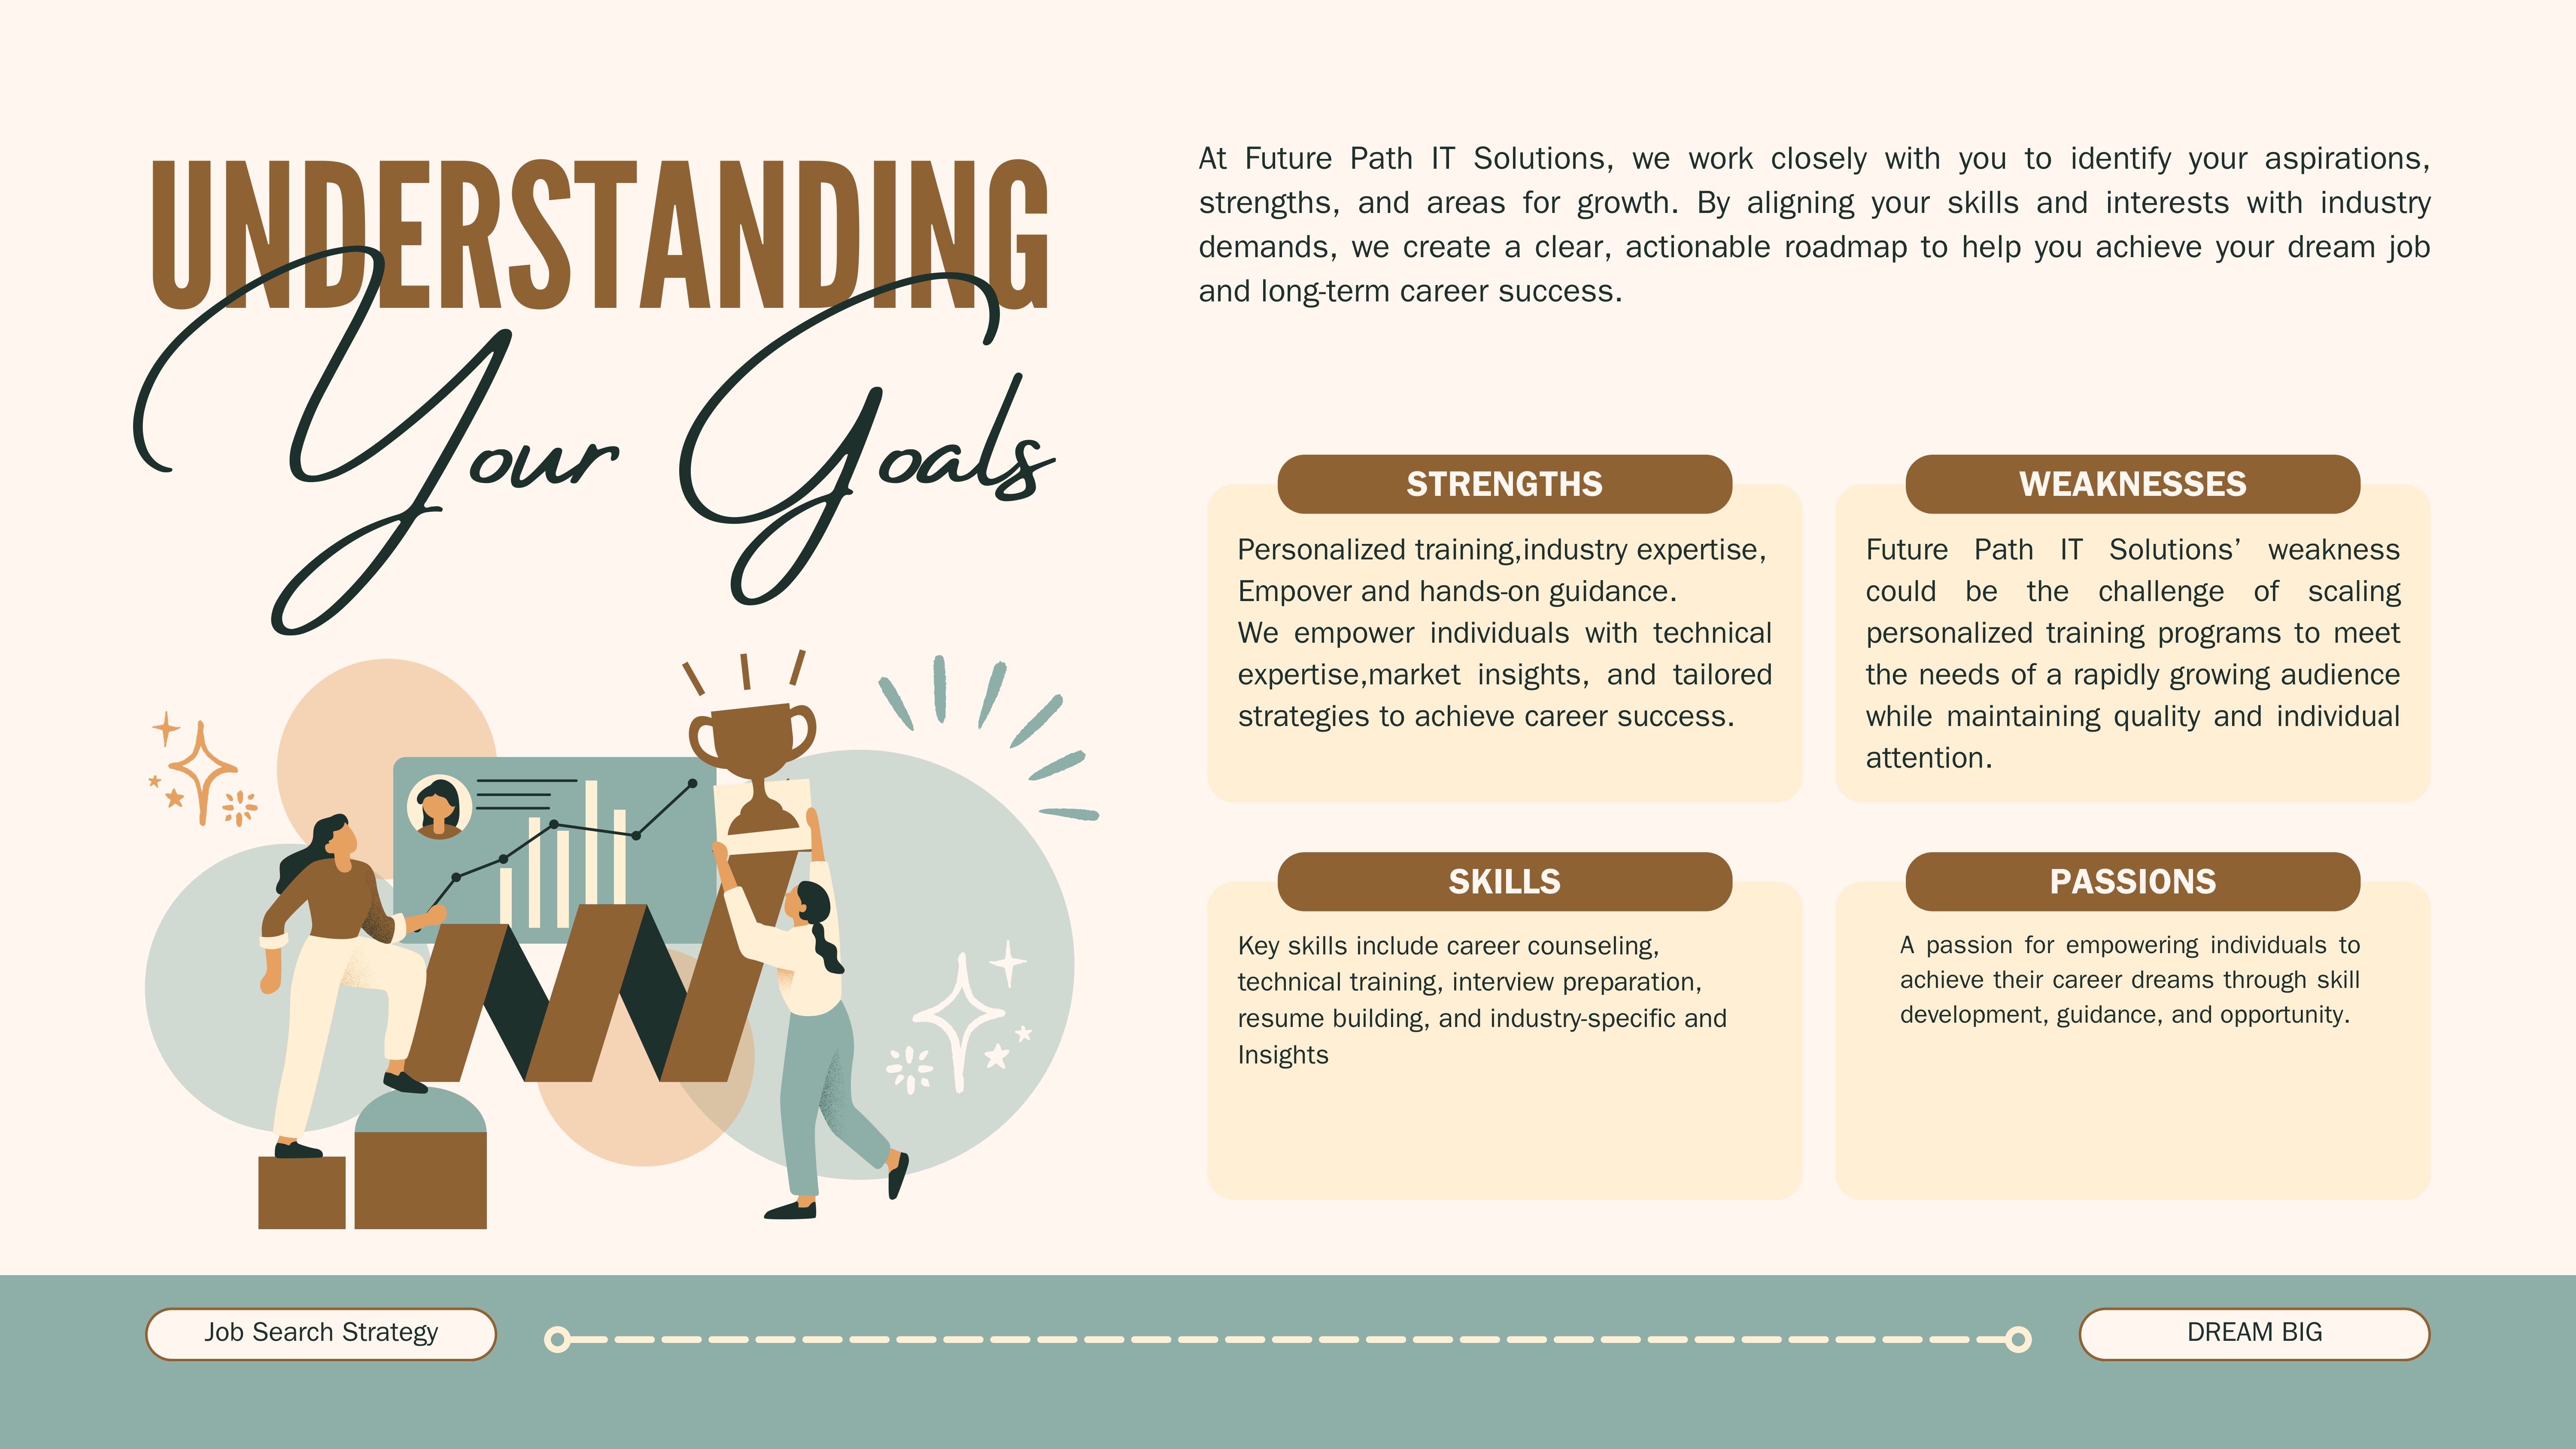 UNDERSTANDING
Your Goals
At Future Path IT Solutions, we work closely with you to identify your aspirations,
strengths, and areas for growth. By aligning your skills and interests with industry
demands, we create a clear, actionable roadmap to help you achieve your dream job
and long-term career success.
STRENGTHS
Personalized training,industry expertise,
Empover and hands-on guidance.
We empower individuals with technical
expertise,market insights, and tailored
strategies to achieve career success.
WEAKNESSES
Future Path IT Solutions’ weakness
could be the challenge of scaling
personalized training programs to meet
the needs of a rapidly growing audience
while maintaining quality and individual
attention.
SKILLS
Key skills include career counseling,
technical training, interview preparation,
resume building, and industry-specific and
Insights
PASSIONS
A passion for empowering individuals to
achieve their career dreams through skill
development, guidance, and opportunity.
Job Search Strategy
DREAM BIG